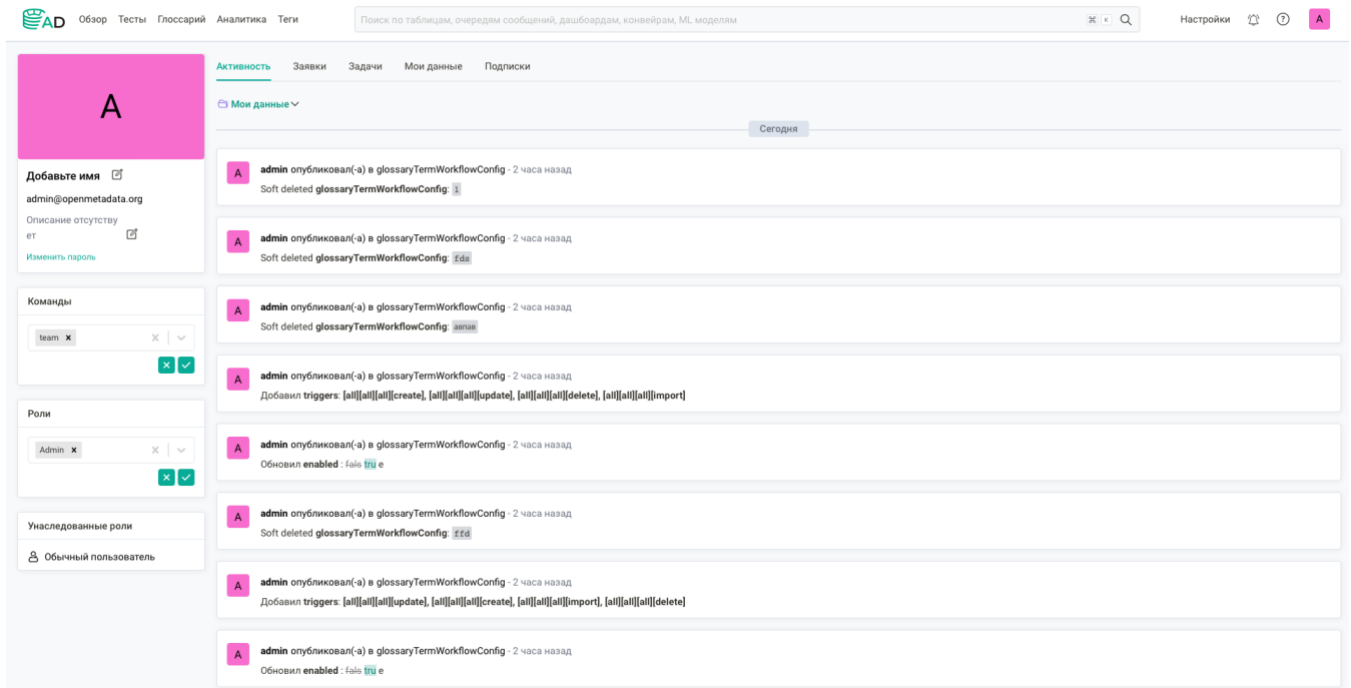 AD Обзор Тесты Глоссарий Аналитика Теги Поиск по таблицам, очередям сообщений, дашбордам, конвейрам, ML моделям ⌘ K Настройки A
A
Добавьте имя
admin@openmetadata.org
Описание отсутству
ет
Изменить пароль
Команды
team
Роли
Admin
Унаследованные роли
Обычный пользователь
Активность Заявки Задачи Мои данные Подписки
Мои данные
Сегодня
A admin опубликовал(-а) в glossaryTermWorkflowConfig - 2 часа назад
Soft deleted glossaryTermWorkflowConfig: 1
A admin опубликовал(-а) в glossaryTermWorkflowConfig - 2 часа назад
Soft deleted glossaryTermWorkflowConfig: fds
A admin опубликовал(-а) в glossaryTermWorkflowConfig - 2 часа назад
Soft deleted glossaryTermWorkflowConfig: авпав
A admin опубликовал(-а) в glossaryTermWorkflowConfig - 2 часа назад
Добавил triggers: [all][all][all][create], [all][all][all][update], [all][all][all][delete], [all][all][all][import]
A admin опубликовал(-а) в glossaryTermWorkflowConfig - 2 часа назад
Обновил enabled : fals tru e
A admin опубликовал(-а) в glossaryTermWorkflowConfig - 2 часа назад
Soft deleted glossaryTermWorkflowConfig: ffd
A admin опубликовал(-а) в glossaryTermWorkflowConfig - 2 часа назад
Добавил triggers: [all][all][all][update], [all][all][all][create], [all][all][all][import], [all][all][all][delete]
A admin опубликовал(-а) в glossaryTermWorkflowConfig - 2 часа назад
Обновил enabled : fals tru e